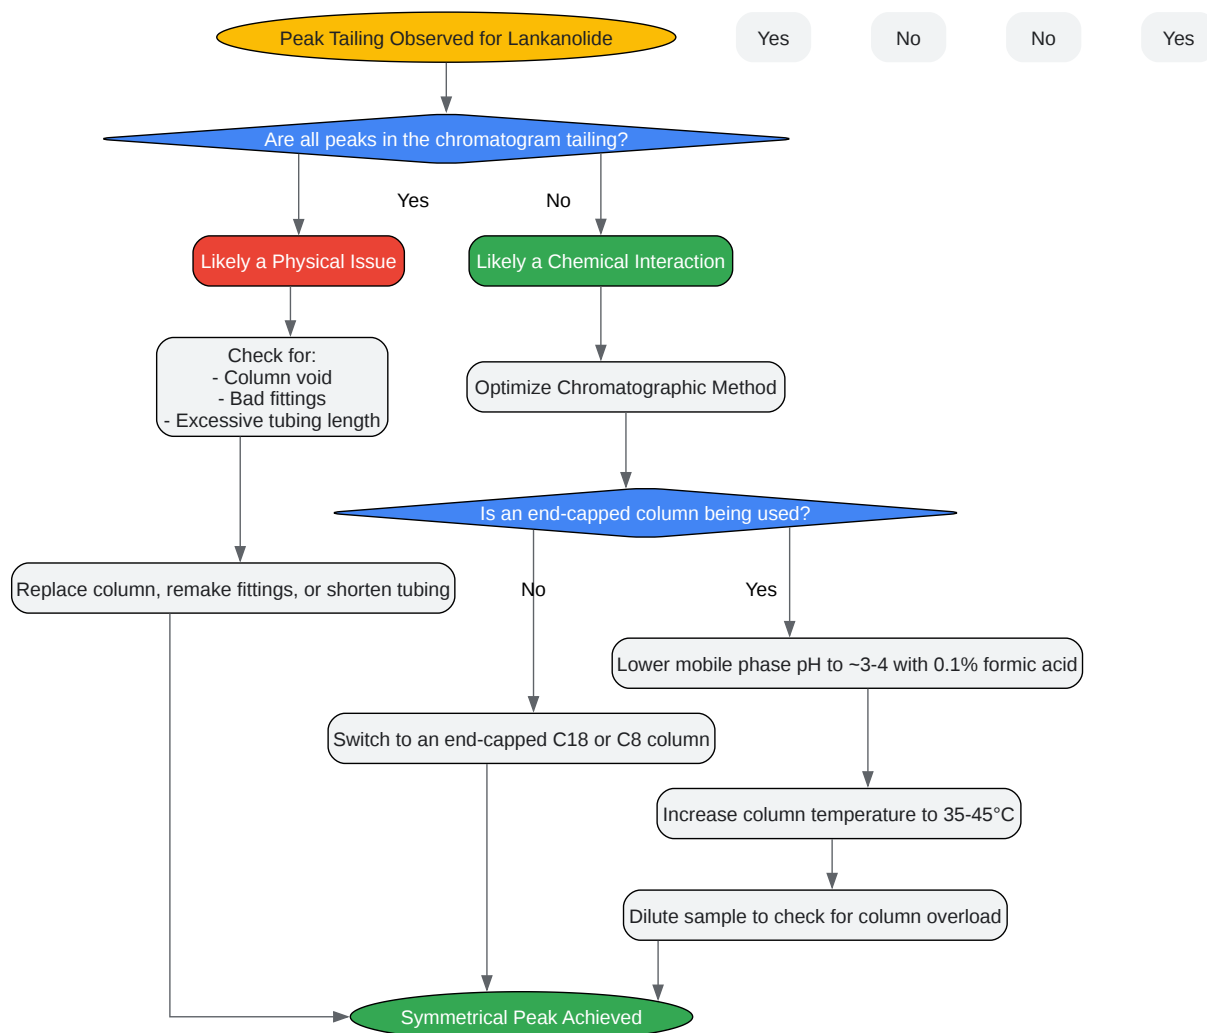 Peak Tailing Observed for Lankanolide
Yes
No
No
Yes
Are all peaks in the chromatogram tailing?
Yes
No
Likely a Physical Issue
Likely a Chemical Interaction
Check for:
- Column void
- Bad fittings
- Excessive tubing length
Optimize Chromatographic Method
Is an end-capped column being used?
Replace column, remake fittings, or shorten tubing
No
Yes
Lower mobile phase pH to ~3-4 with 0.1% formic acid
Switch to an end-capped C18 or C8 column
Increase column temperature to 35-45°C
Dilute sample to check for column overload
Symmetrical Peak Achieved